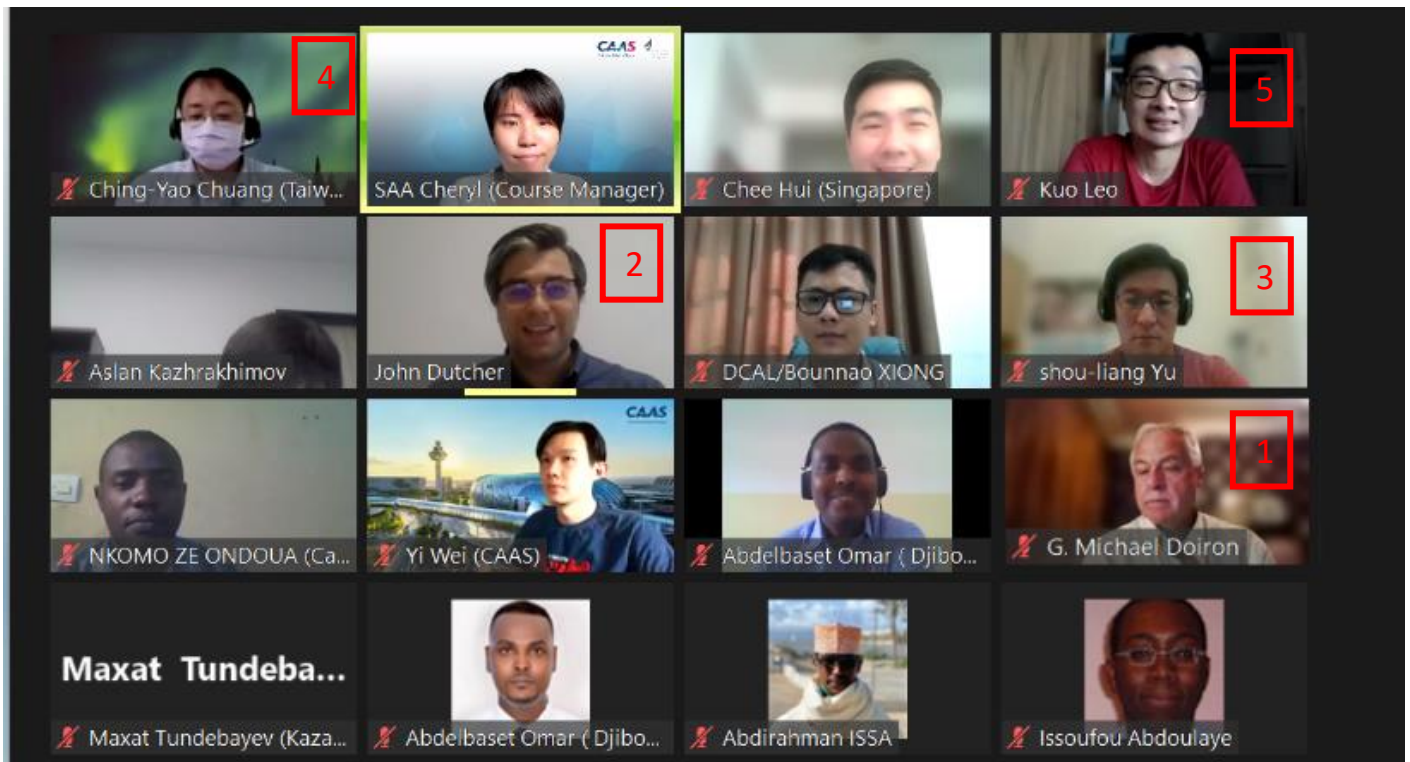 4
CAAS
5
Ching-Yao Chuang (Taiw...
SAA Cheryl (Course Manager)
Chee Hui (Singapore)
Kuo Leo
2
3
Aslan Kazhrakhimov
John Dutcher
DCAL/Bounnao XIONG
shou-liang Yu
CAAS
1
NKOMO ZE ONDOUA (Ca...
Yi Wei (CAAS)
Abdelbaset Omar ( Djibo...
G. Michael Doiron
Maxat Tundeba...
Maxat Tundebayev (Kaza...
Abdelbaset Omar ( Djibo...
Abdirahman ISSA
Issoufou Abdoulaye